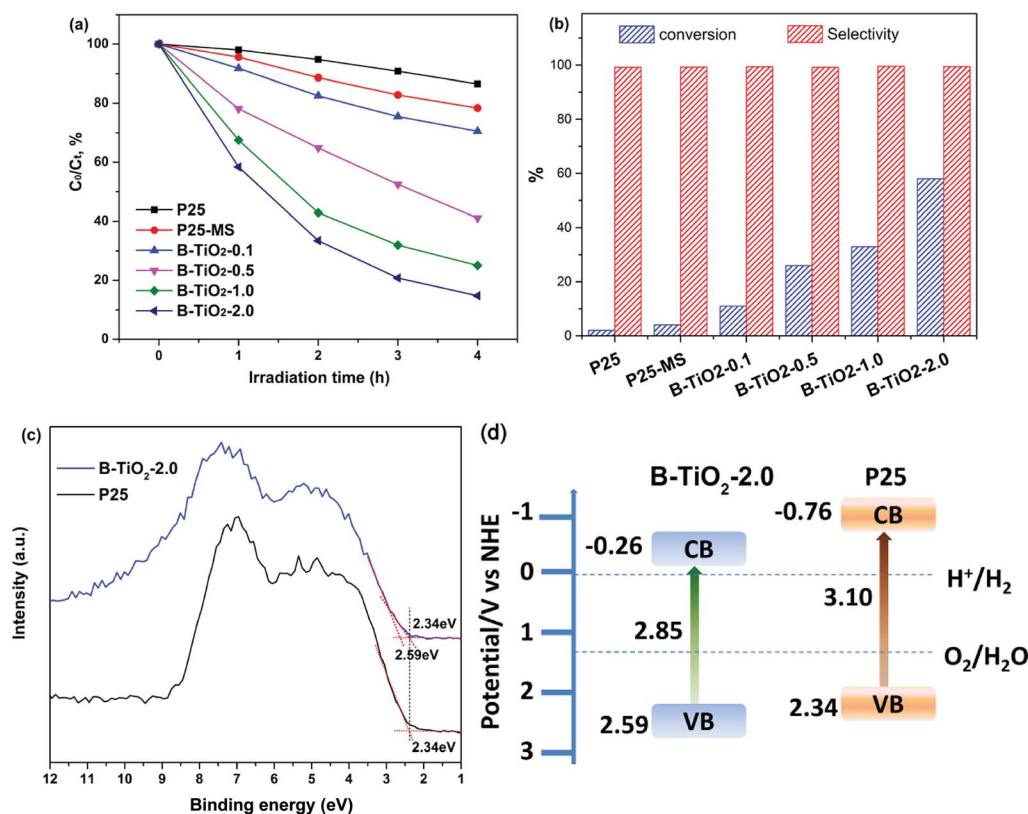 (a)
100
80
60
40
20
0
C₀/Cₜ, %
P25
P25-MS
B-TiO₂-0.1
B-TiO₂-0.5
B-TiO₂-1.0
B-TiO₂-2.0
0 1 2 3 4
Irradiation time (h)
(b)
conversion
Selectivity
100
80
60
40
20
0
%
P25
P25-MS
B-TiO2-0.1
B-TiO2-0.5
B-TiO2-1.0
B-TiO2-2.0
(c)
B-TiO₂-2.0
P25
Intensity (a.u.)
2.34eV
2.59eV
2.34eV
12 11 10 9 8 7 6 5 4 3 2 1
Binding energy (eV)
(d)
B-TiO₂-2.0
P25
Potential/V vs NHE
-1
0
1
2
3
-0.26
CB
-0.76
CB
H⁺/H₂
2.85
3.10
O₂/H₂O
2.59
VB
2.34
VB